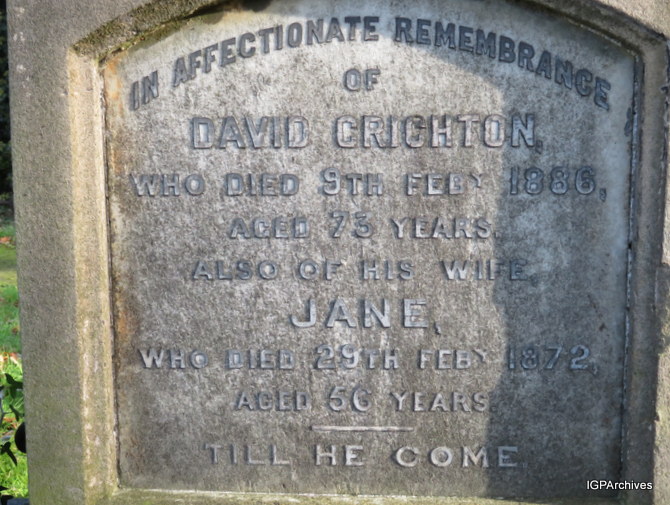 IN AFFECTIONATE REMEMBRANCE
OF
DAVID CRICHTON,
WHO DIED 9TH FEBY 1886,
AGED 73 YEARS.
ALSO OF HIS WIFE
JANE,
WHO DIED 29TH FEBY 1872,
AGED 56 YEARS.
TILL HE COME
IGPArchives